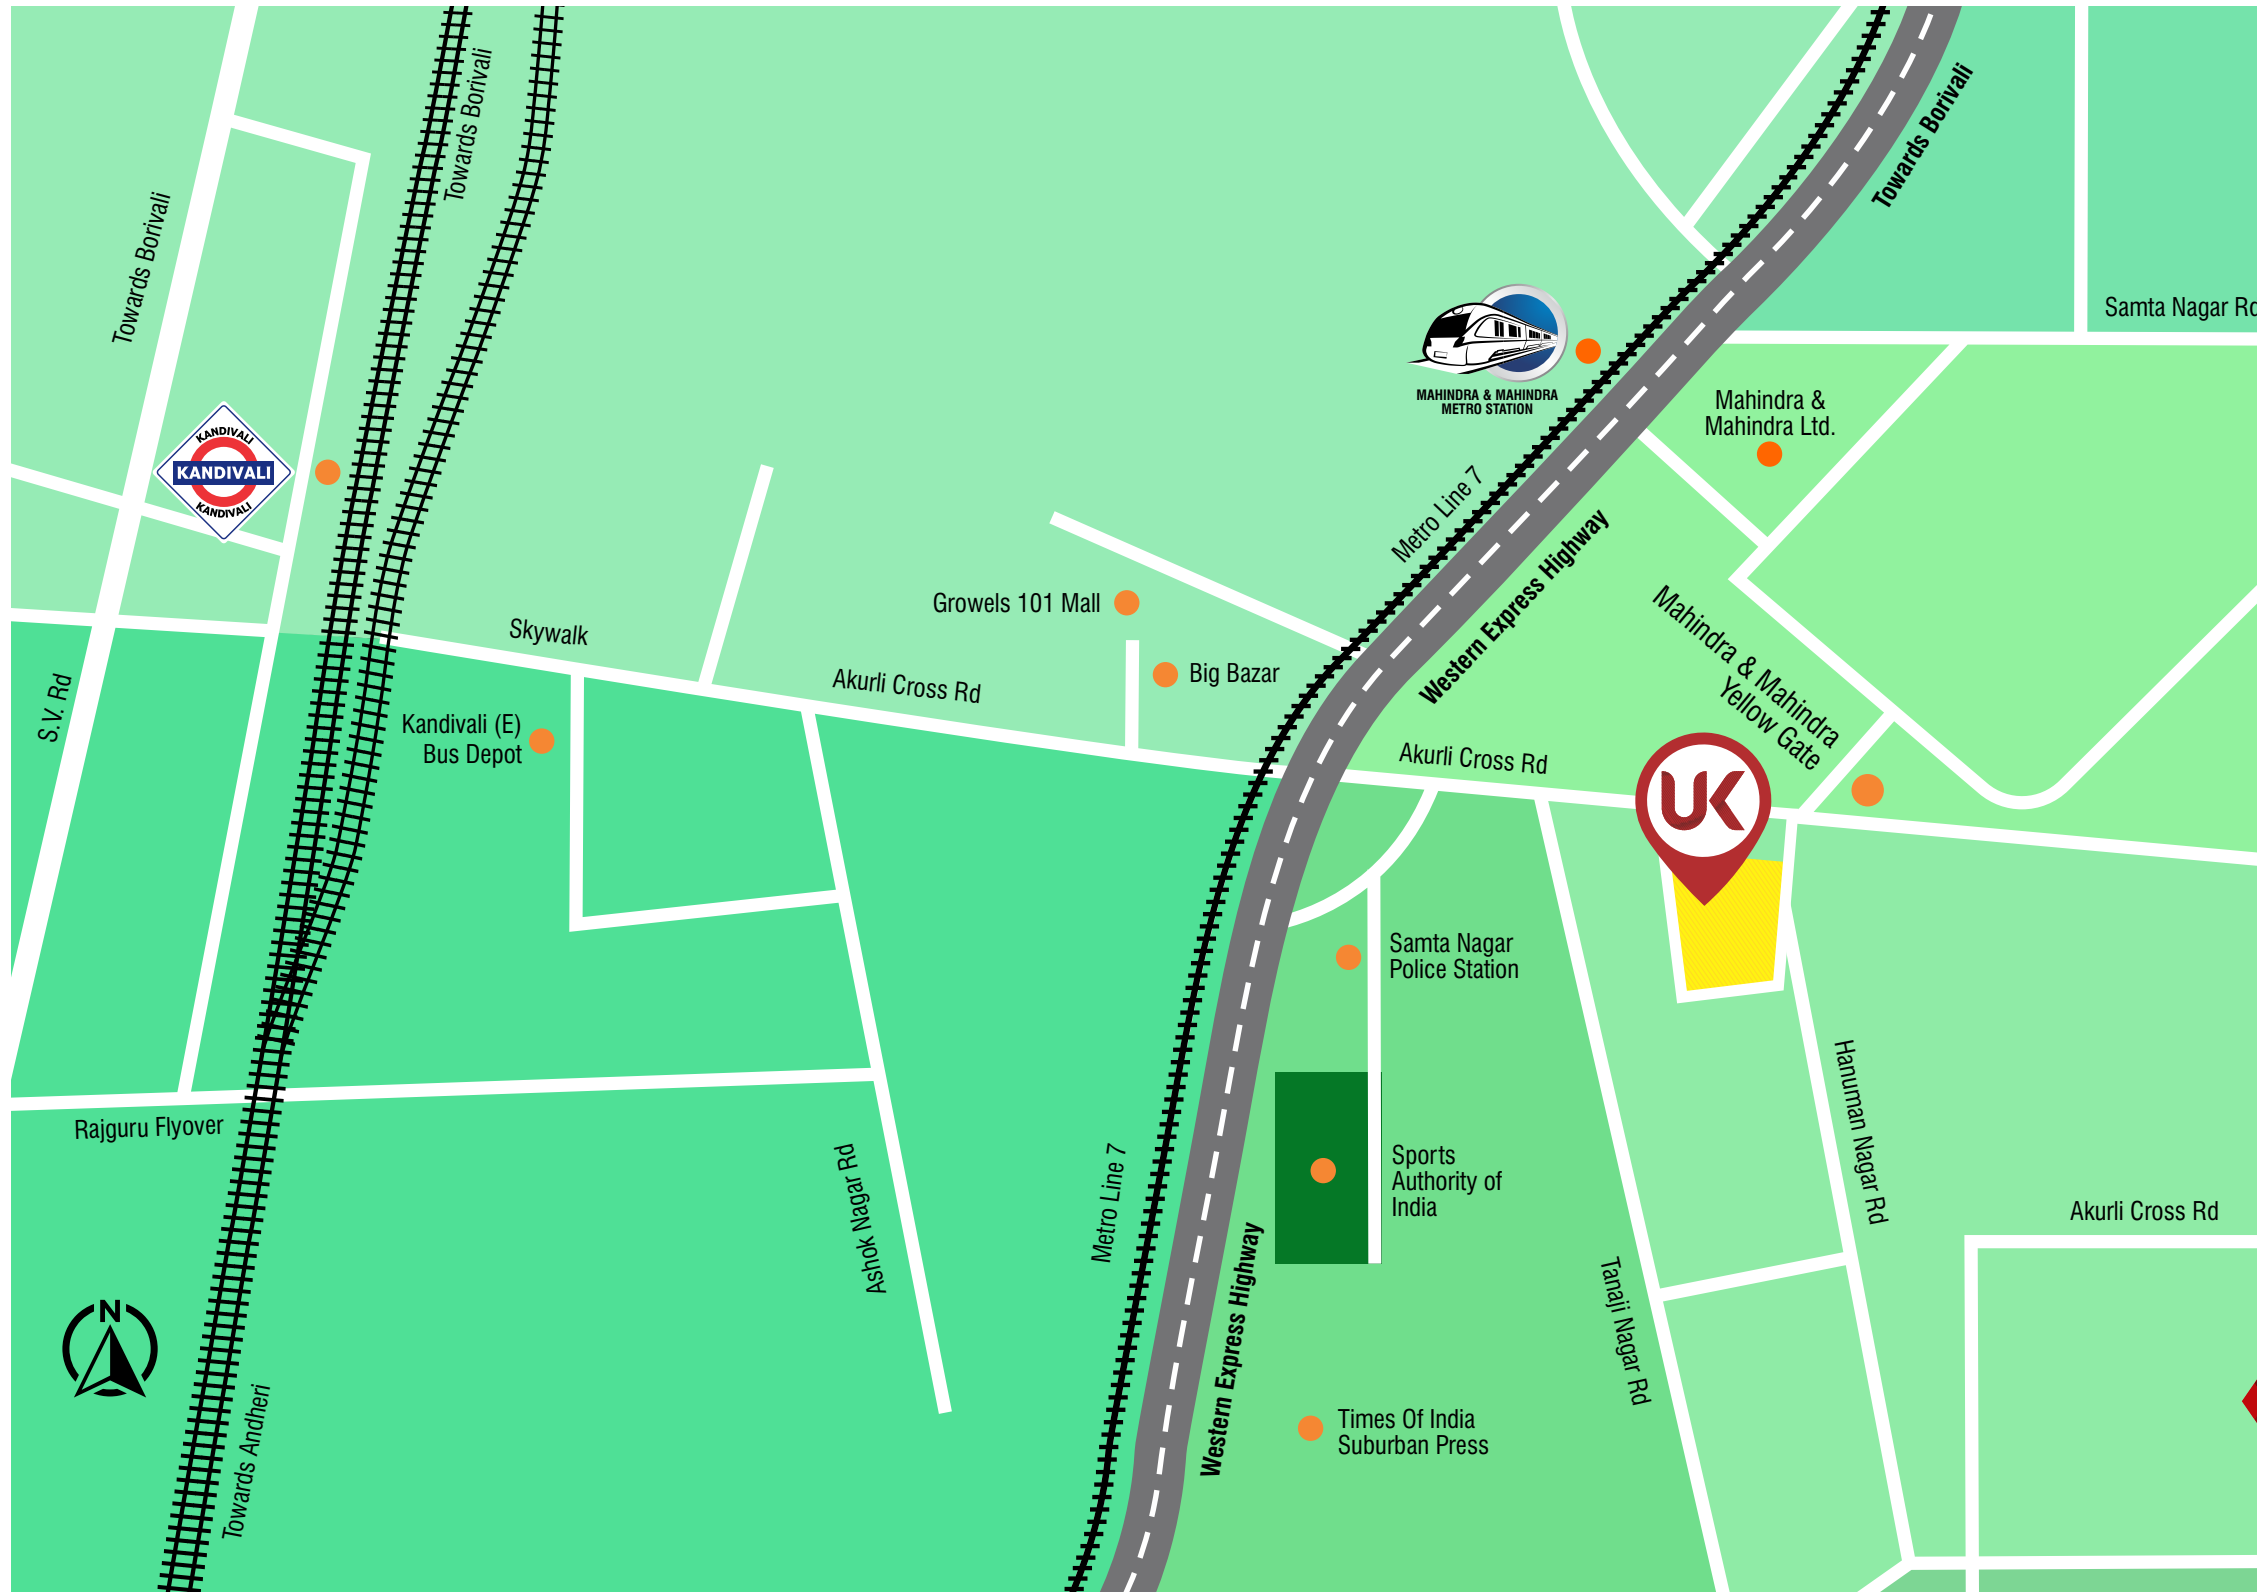 Towards Borivali
Towards Borivali
Towards Borivali
Samta Nagar Rd
MAHINDRA & MAHINDRA
METRO STATION
Mahindra &
Mahindra Ltd.
KANDIVALI
KANDIVALI
KANDIVALI
Metro Line 7
Western Express Highway
Growels 101 Mall
Skywalk
Akurli Cross Rd
Big Bazar
Mahindra & Mahindra
Yellow Gate
S.V. Rd
Kandivali (E)
Bus Depot
Akurli Cross Rd
UK
Samta Nagar
Police Station
Rajguru Flyover
Ashok Nagar Rd
Metro Line 7
Sports
Authority of
India
Hanuman Nagar Rd
Akurli Cross Rd
Western Express Highway
Tanaji Nagar Rd
N
Towards Andheri
Times Of India
Suburban Press